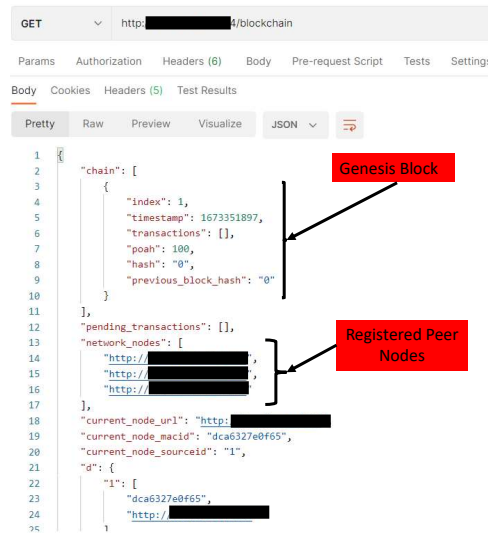 GET http: 4/blockchain
Params Authorization Headers (6) Body Pre-request Script Tests Settings
Body Cookies Headers (5) Test Results
Pretty Raw Preview Visualize JSON
1 {
2 "chain": [
3 {
4 "index": 1,
5 "timestamp": 1673351897,
6 "transactions": [],
7 "poah": 100,
8 "hash": "0",
9 "previous_block_hash": "0"
10 }
11 ],
12 "pending_transactions": [],
13 "network_nodes": [
14 "http:// ",
15 "http:// ",
16 "http:// "
17 ],
18 "current_node_url": "http:
19 "current_node_macid": "dca6327e0f65",
20 "current_node_sourceid": "1",
21 "d": {
22 "1": [
23 "dca6327e0f65",
24 "http:/
25 ]
Genesis Block
Registered Peer
Nodes